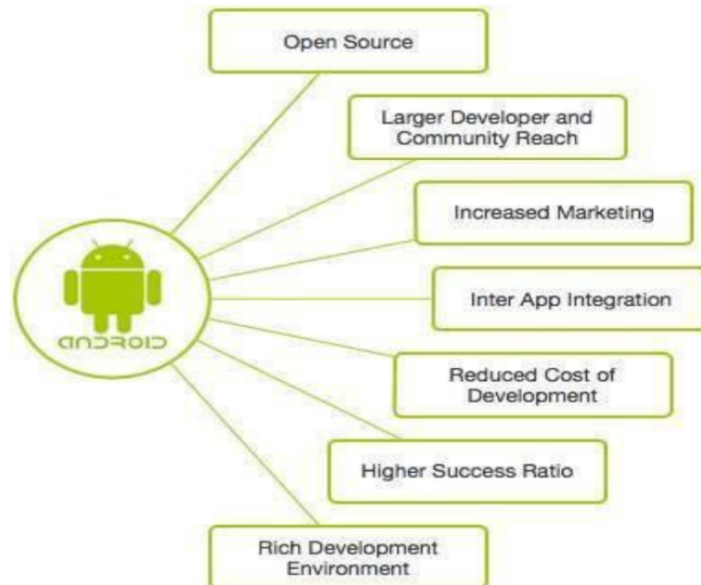 Open Source
Larger Developer and
Community Reach
Increased Marketing
Inter App Integration
ANDROID
Reduced Cost of
Development
Higher Success Ratio
Rich Development
Environment